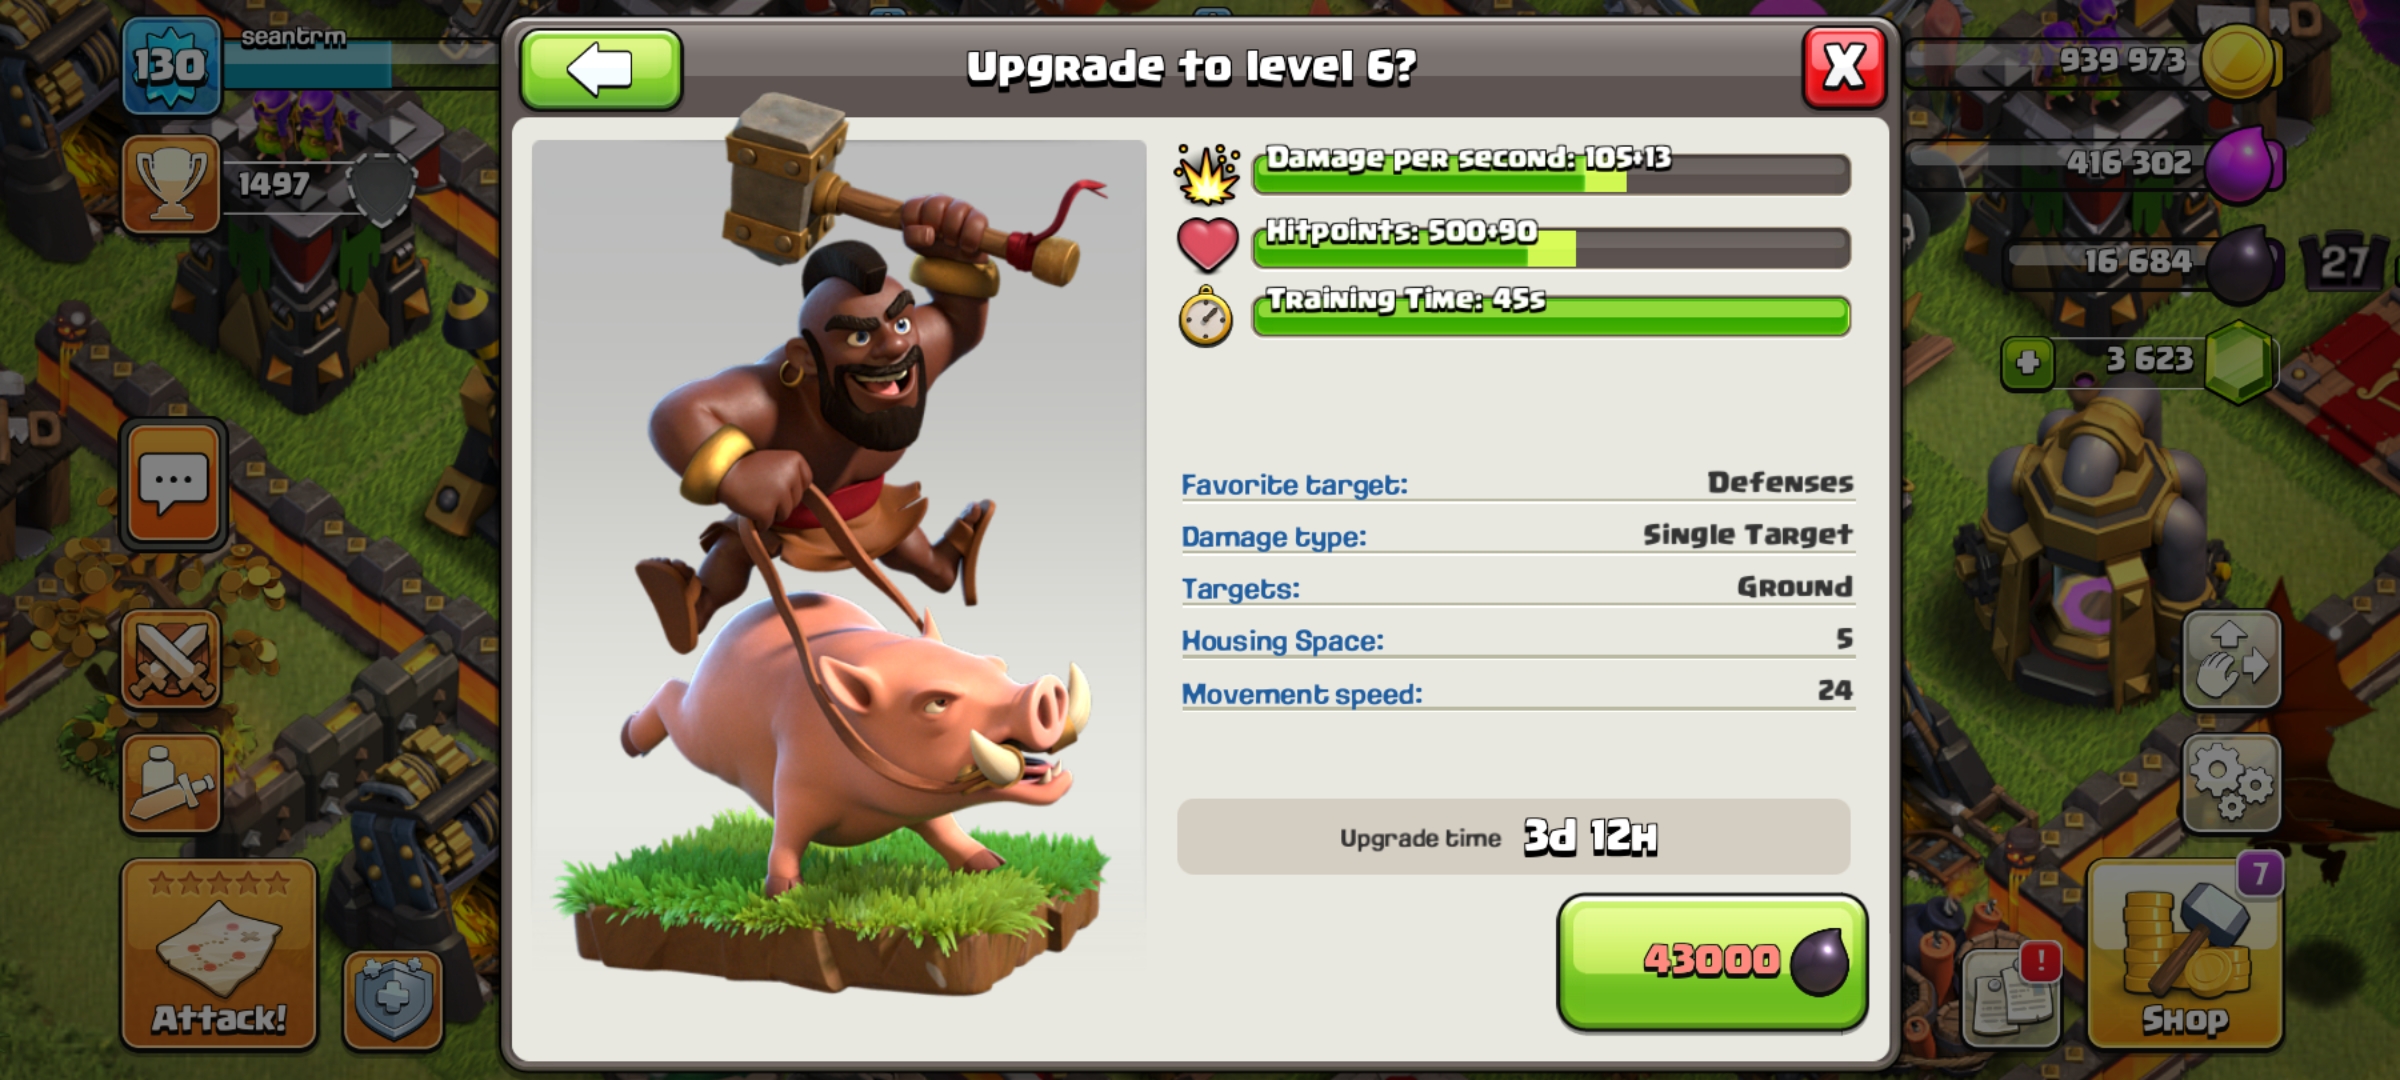 130
seantrm
1497
Attack!
Upgrade to level 6?
X
Damage per second: 105+13
Hitpoints: 500+90
Training Time: 45s
Favorite target: Defenses
Damage type: Single Target
Targets: Ground
Housing Space: 5
Movement speed: 24
Upgrade time 3d 12H
43000
939 973
416 302
16 684
27
+
3 623
7
!
Shop